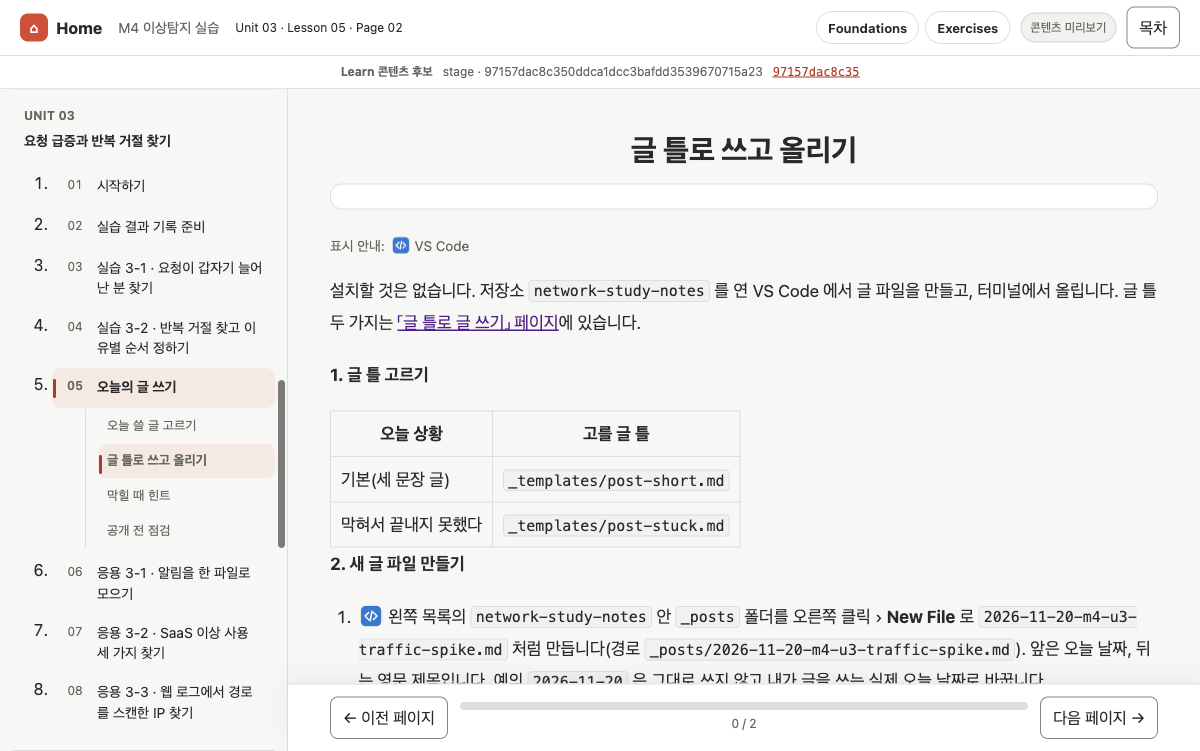 Home M4 이상탐지 실습 Unit 03 · Lesson 05 · Page 02 Foundations Exercises 콘텐츠 미리보기 목차
Learn 콘텐츠 후보 stage · 97157dac8c350ddca1dcc3bafdd3539670715a23 97157dac8c35
UNIT 03
요청 급증과 반복 거절 찾기
1. 01 시작하기
2. 02 실습 결과 기록 준비
3. 03 실습 3-1 · 요청이 갑자기 늘어
난 분 찾기
4. 04 실습 3-2 · 반복 거절 찾고 이
유별 순서 정하기
5. 05 오늘의 글 쓰기
오늘 쓸 글 고르기
글 틀로 쓰고 올리기
막힐 때 힌트
공개 전 점검
6. 06 응용 3-1 · 알림을 한 파일로
모으기
7. 07 응용 3-2 · SaaS 이상 사용
세 가지 찾기
8. 08 응용 3-3 · 웹 로그에서 경로
를 스캔한 IP 찾기
글 틀로 쓰고 올리기
표시 안내: VS Code
설치할 것은 없습니다. 저장소 network-study-notes 를 연 VS Code 에서 글 파일을 만들고, 터미널에서 올립니다. 글 틀
두 가지는 「글 틀로 글 쓰기」 페이지에 있습니다.
1. 글 틀 고르기
오늘 상황 고를 글 틀
기본(세 문장 글) _templates/post-short.md
막혀서 끝내지 못했다 _templates/post-stuck.md
2. 새 글 파일 만들기
1. 왼쪽 목록의 network-study-notes 안 _posts 폴더를 오른쪽 클릭 › New File 로 2026-11-20-m4-u3-
traffic-spike.md 처럼 만듭니다(경로 _posts/2026-11-20-m4-u3-traffic-spike.md). 앞은 오늘 날짜, 뒤
는 영문 제목입니다. 예의 2026-11-20 은 그대로 쓰지 않고 내가 글을 쓰는 실제 오늘 날짜로 바꿉니다.
← 이전 페이지 0 / 2 다음 페이지 →